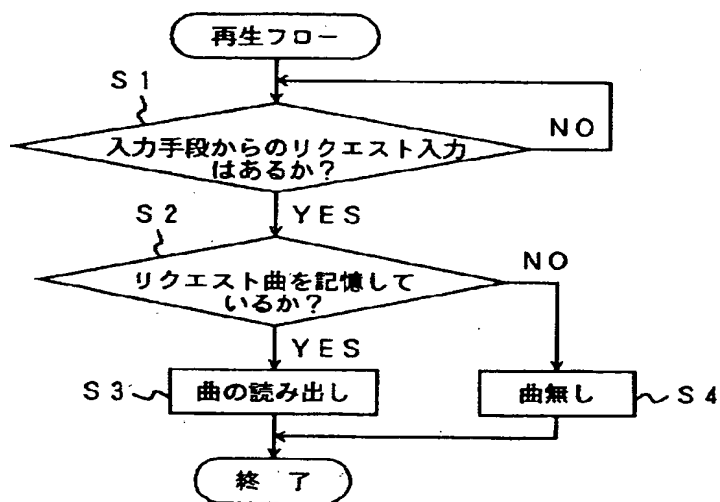 再生フロー
S1
入力手段からのリクエスト入力
はあるか?
NO
YES
S2
リクエスト曲を記憶して
いるか?
NO
YES
S3
曲の読み出し
曲無し
S4
終了